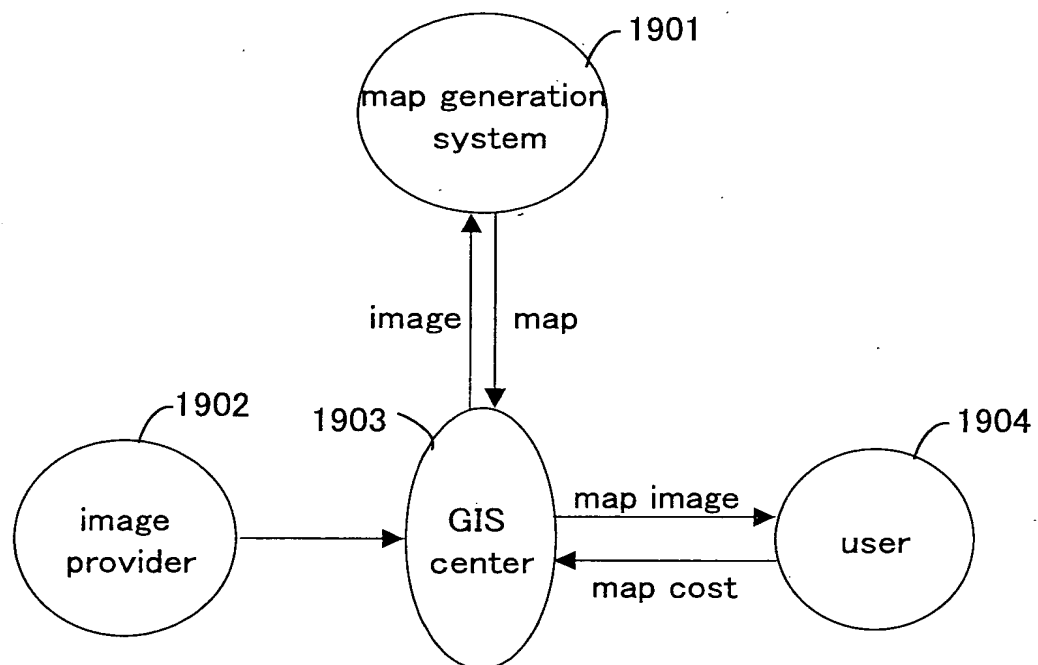 1901
map generation
system
image
map
1902
1903
1904
image
provider
GIS
center
map image
map cost
user